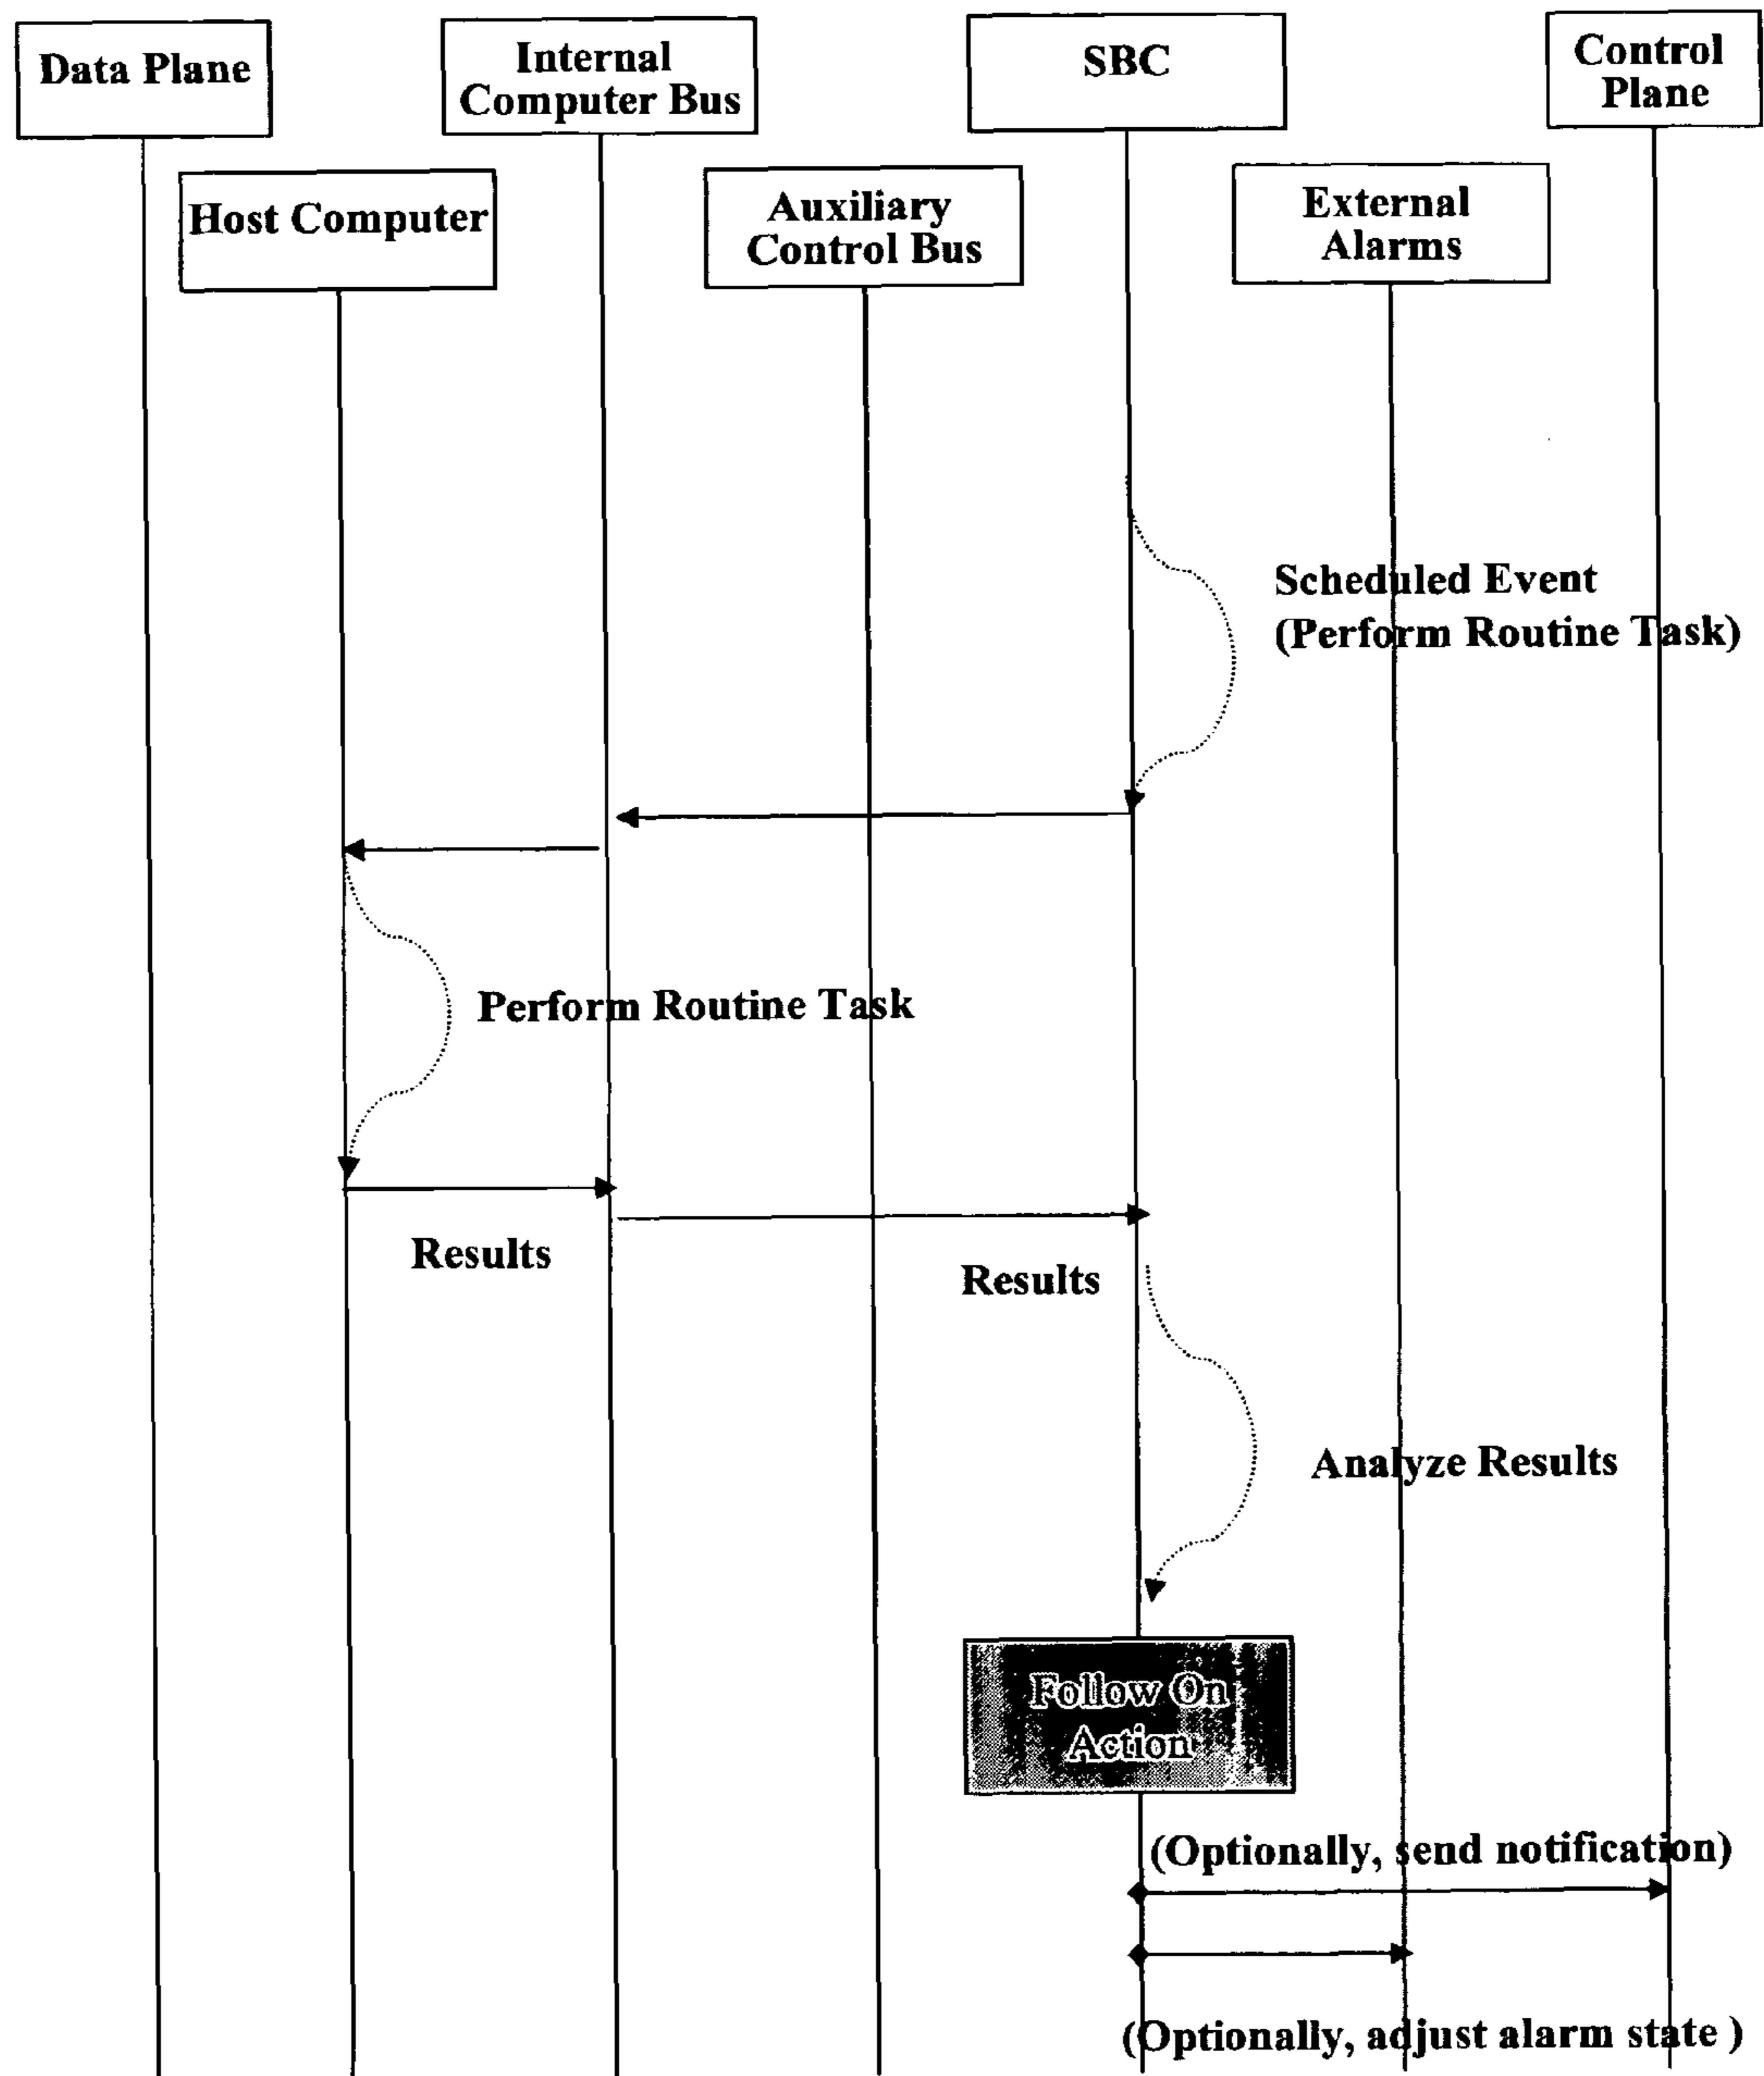 Data Plane
Internal
Computer Bus
SBC
Control
Plane
Host Computer
Auxiliary
Control Bus
External
Alarms
Scheduled Event
(Perform Routine Task)
Perform Routine Task
Results
Results
Analyze Results
Follow On
Action
(Optionally, send notification)
(Optionally, adjust alarm state )